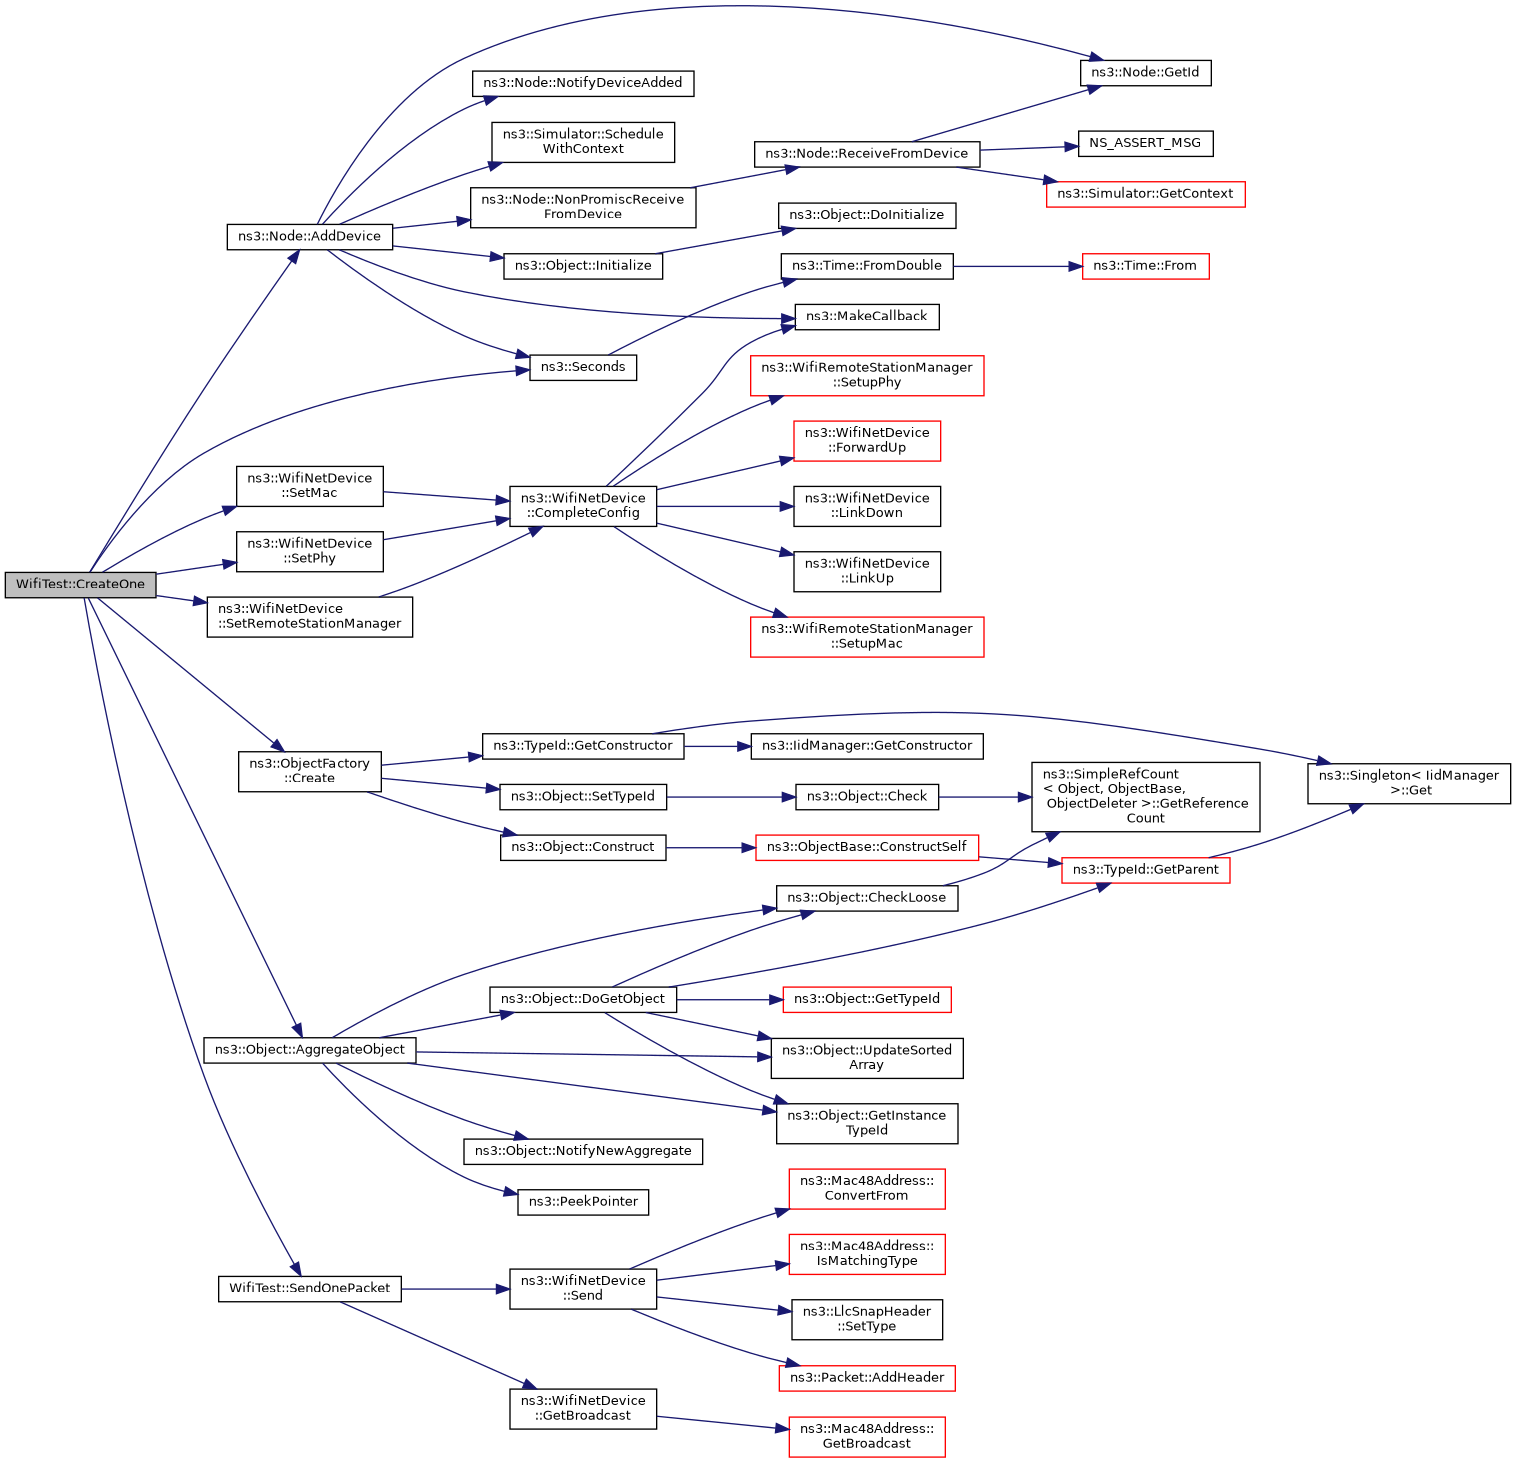 WifiTest::CreateOne
ns3::Node::AddDevice
ns3::WifiNetDevice
::SetMac
ns3::WifiNetDevice
::SetPhy
ns3::WifiNetDevice
::SetRemoteStationManager
ns3::ObjectFactory
::Create
ns3::Object::AggregateObject
WifiTest::SendOnePacket
ns3::Node::NotifyDeviceAdded
ns3::Simulator::Schedule
WithContext
ns3::Node::NonPromiscReceive
FromDevice
ns3::Object::Initialize
ns3::Seconds
ns3::WifiNetDevice
::CompleteConfig
ns3::TypeId::GetConstructor
ns3::Object::SetTypeId
ns3::Object::Construct
ns3::Object::DoGetObject
ns3::Object::NotifyNewAggregate
ns3::PeekPointer
ns3::WifiNetDevice
::Send
ns3::WifiNetDevice
::GetBroadcast
ns3::Node::ReceiveFromDevice
ns3::Object::DoInitialize
ns3::Time::FromDouble
ns3::MakeCallback
ns3::WifiRemoteStationManager
::SetupPhy
ns3::WifiNetDevice
::ForwardUp
ns3::WifiNetDevice
::LinkDown
ns3::WifiNetDevice
::LinkUp
ns3::WifiRemoteStationManager
::SetupMac
ns3::IidManager::GetConstructor
ns3::Object::Check
ns3::ObjectBase::ConstructSelf
ns3::Object::CheckLoose
ns3::Object::GetTypeId
ns3::Object::UpdateSorted
Array
ns3::Object::GetInstance
TypeId
ns3::Mac48Address::
ConvertFrom
ns3::Mac48Address::
IsMatchingType
ns3::LlcSnapHeader
::SetType
ns3::Packet::AddHeader
ns3::Mac48Address::
GetBroadcast
ns3::Node::GetId
NS_ASSERT_MSG
ns3::Simulator::GetContext
ns3::Time::From
ns3::SimpleRefCount
< Object, ObjectBase,
ObjectDeleter >::GetReference
Count
ns3::TypeId::GetParent
ns3::Singleton< IidManager
>::Get